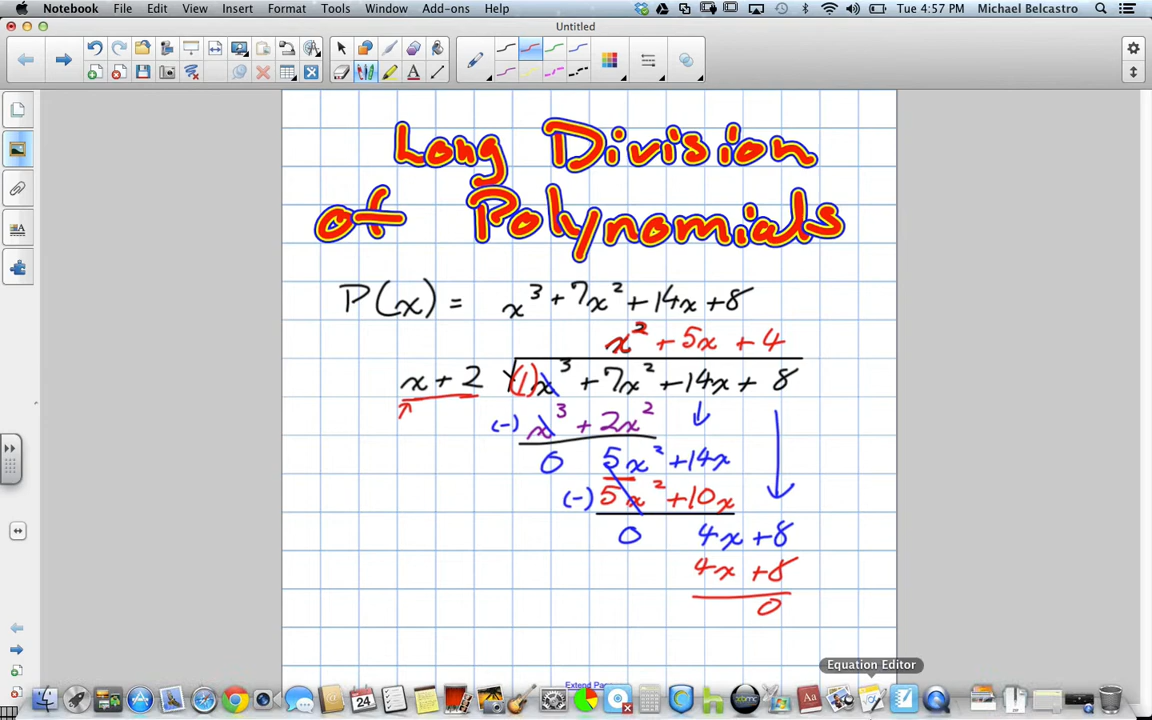 Notebook File Edit View Insert Format Tools Window Add-ons Help Tue 4:57 PM Michael Belcastro
Untitled
Long Division
of Polynomials
P(x) = x³ + 7x² + 14x + 8
x² + 5x + 4
x + 2 (1)x³ + 7x² + 14x + 8
(-) x³ + 2x²
0 5x² + 14x
(-) 5x² + 10x
0 4x + 8
4x + 8
0
Equation Editor